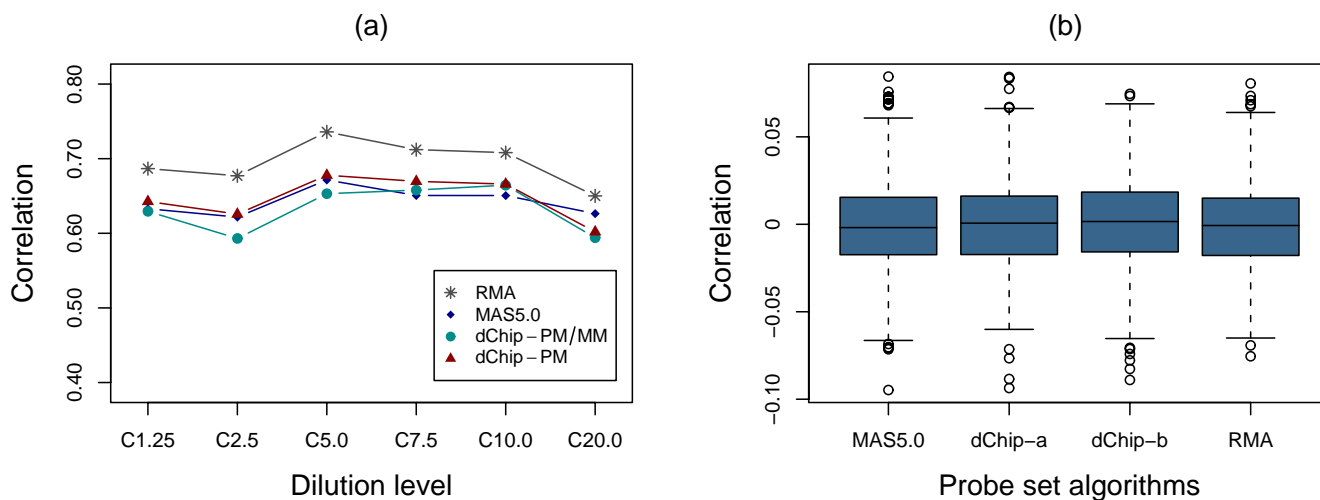 (a)
Correlation
0.80
0.70
0.60
0.50
0.40
RMA
MAS5.0
dChip−PM/MM
dChip−PM
C1.25 C2.5 C5.0 C7.5 C10.0 C20.0
Dilution level
(b)
Correlation
0.05
0
−0.05
−0.10
MAS5.0 dChip−a dChip−b RMA
Probe set algorithms